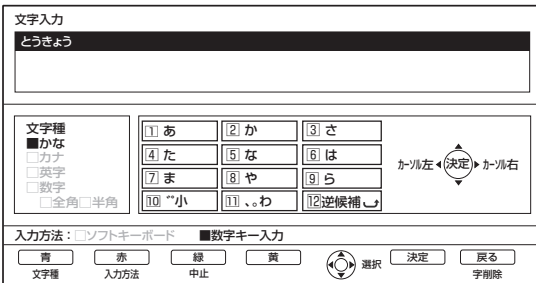 文字入力
とうきょう
文字種
■かな
□カナ
□英字
□数字
□全角□半角
1 あ 2 か 3 さ
4 た 5 な 6 は
7 ま 8 や 9 ら
10 ゛゜小 11 、。わ 12逆候補
カーソル左 決定 カーソル右
入力方法：□ソフトキーボード ■数字キー入力
青 赤 緑 黄 選択 決定 戻る
文字種 入力方法 中止 字削除